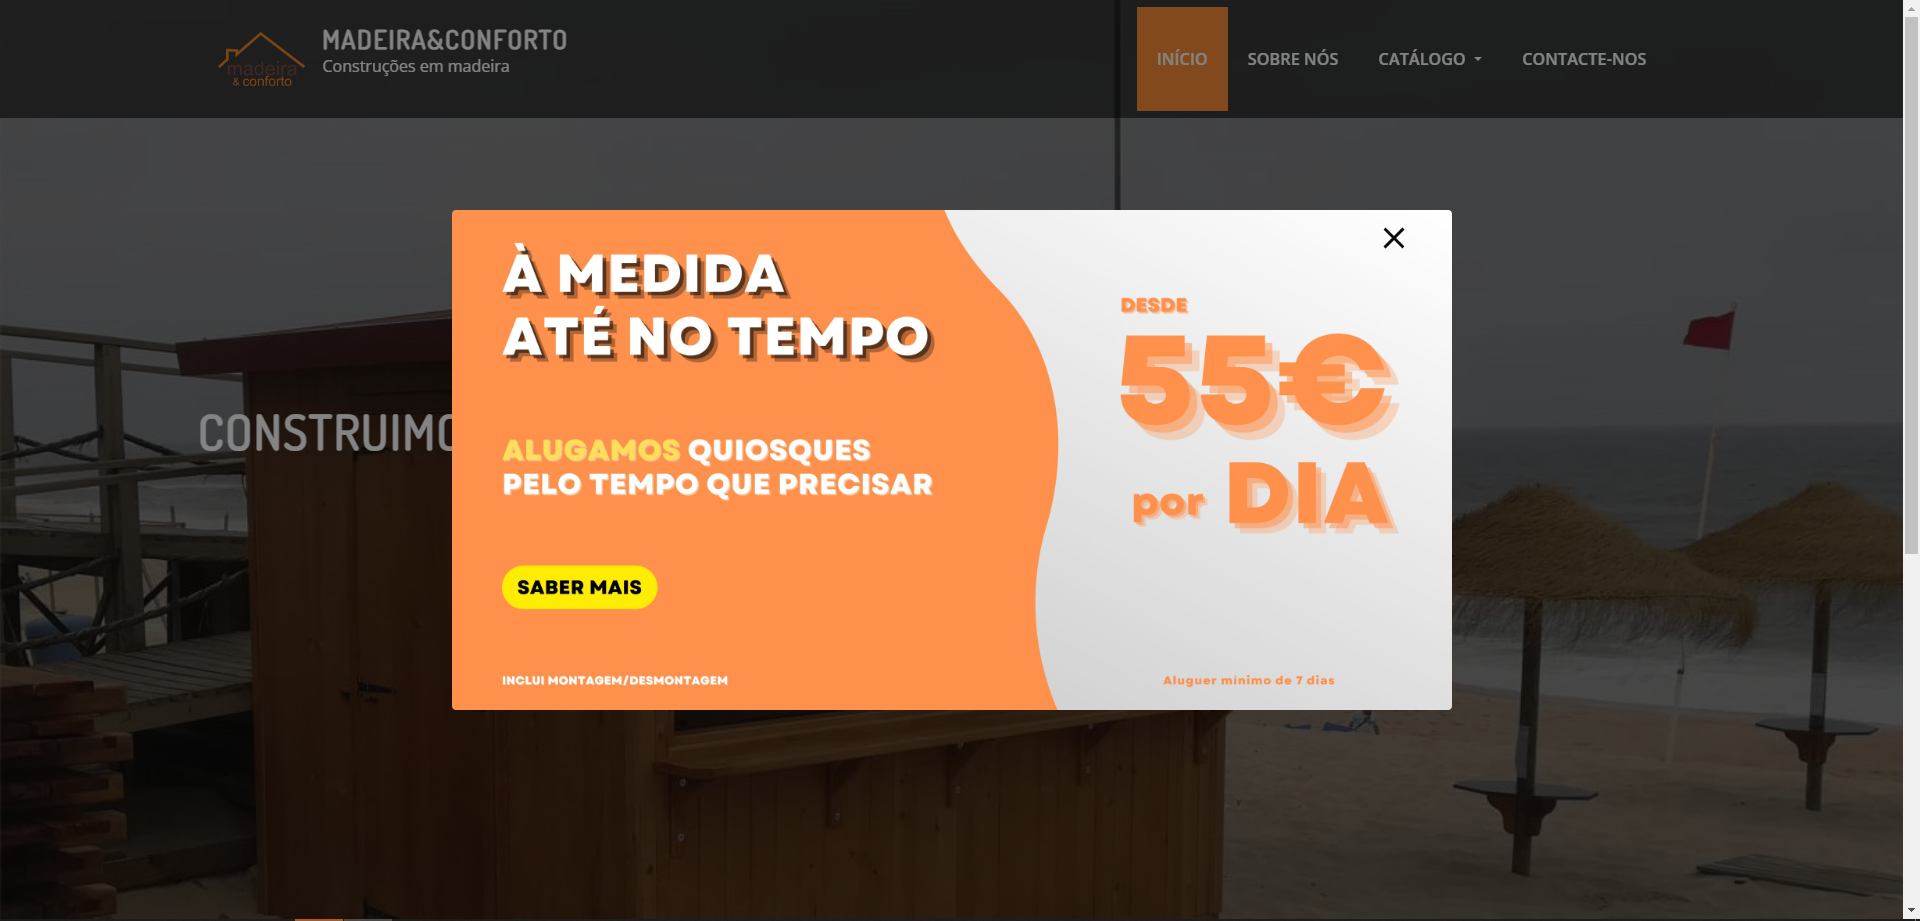 MADEIRA&CONFORTO
Construções em madeira
madeira
& conforto
INÍCIO
SOBRE NÓS
CATÁLOGO
CONTACTE-NOS
CONSTRUIMO
À MEDIDA
ATÉ NO TEMPO
ALUGAMOS QUIOSQUES
PELO TEMPO QUE PRECISAR
SABER MAIS
INCLUI MONTAGEM/DESMONTAGEM
DESDE
55€
por DIA
Aluguer mínimo de 7 dias